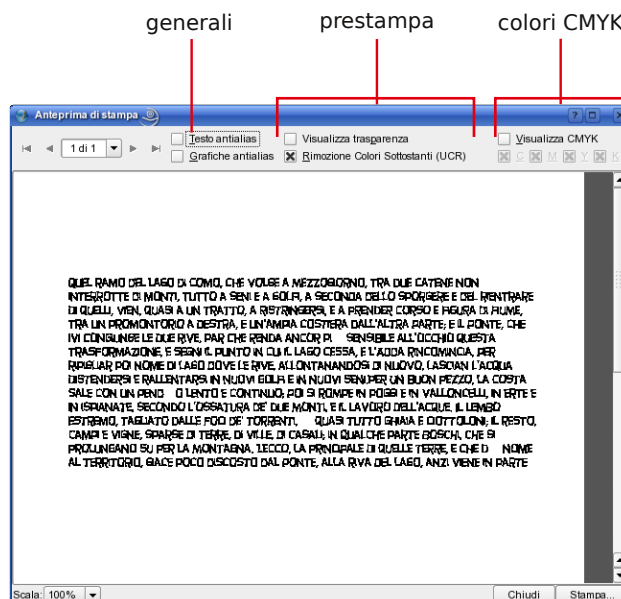 generali prestampa colori CMYK
Anteprima di stampa
1 di 1
Testo antialias Visualizza trasparenza Visualizza CMYK
Grafiche antialias Rimozione Colori Sottostanti (UCR) C M Y K
QUEL RAMO DEL LAGO DI COMO, CHE VOLGE A MEZZOGIORNO, TRA DUE CATENE NON
INTERROTTE DI MONTI, TUTTO A SENI E A GOLFI, A SECONDA DELLO SPORGERE E DEL RIENTRARE
DI QUELLI, VIEN, QUASI A UN TRATTO, A RISTRINGERSI, E A PRENDER CORSO E FIGURA DI FIUME,
TRA UN PROMONTORIO A DESTRA, E UN'AMPIA COSTIERA DALL'ALTRA PARTE; E IL PONTE, CHE
IVI CONGIUNGE LE DUE RIVE, PAR CHE RENDA ANCOR PI SENSIBILE ALL'OCCHIO QUESTA
TRASFORMAZIONE, E SEGNI IL PUNTO IN CUI IL LAGO CESSA, E L'ADDA RINCOMINCIA, PER
RIPIGLIAR POI NOME DI LAGO DOVE LE RIVE, ALLONTANANDOSI DI NUOVO, LASCIAN L'ACQUA
DISTENDERSI E RALLENTARSI IN NUOVI GOLFI E IN NUOVI SENI PER UN BUON PEZZO, LA COSTA
SALE CON UN PEND O LENTO E CONTINUO, POI SI ROMPE IN POGGI E IN VALLONCELLI, IN ERTE E
IN ISPIANATE, SECONDO L'OSSATURA DE' DUE MONTI, E IL LAVORO DELL'ACQUE, IL LEMBO
ESTREMO, TAGLIATO DALLE FOCI DE' TORRENTI, QUASI TUTTO GHIAIA E CIOTTOLONI; IL RESTO,
CAMPI E VIGNE, SPARSE DI TERRE, DI VILLE, DI CASALI; IN QUALCHE PARTE BOSCHI, CHE SI
PROLUNGANO SU PER LA MONTAGNA, LECCO, LA PRINCIPALE DI QUELLE TERRE, E CHE D NOME
AL TERRITORIO, GIACE POCO DISCOSTO DAL PONTE, ALLA RIVA DEL LAGO, ANZI VIENE IN PARTE
Scala: 100% Chiudi Stampa...